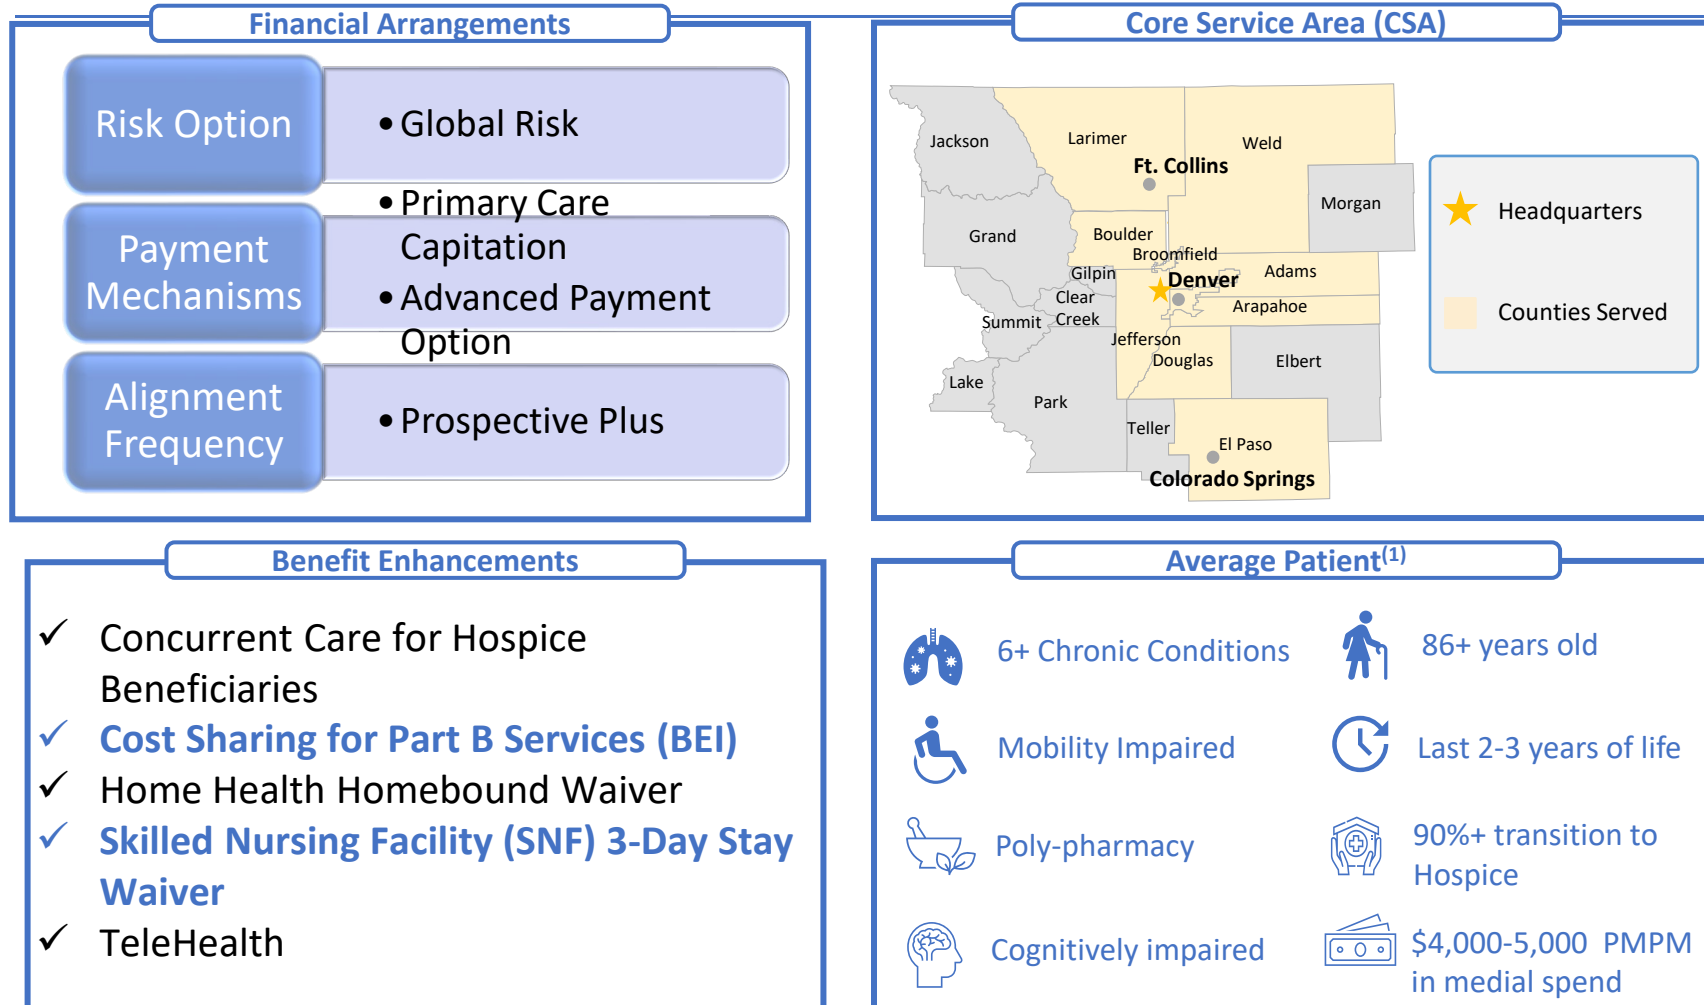 Financial Arrangements
Risk Option
• Global Risk
Payment
Mechanisms
• Primary Care
Capitation
• Advanced Payment
Option
Alignment
Frequency
• Prospective Plus
Core Service Area (CSA)
Jackson
Larimer
Weld
Ft. Collins
Morgan
Grand
Boulder
Broomfield
Gilpin
Denver
Adams
Clear
Creek
Arapahoe
Summit
Jefferson
Douglas
Elbert
Lake
Park
Teller
El Paso
Colorado Springs
Headquarters
Counties Served
Benefit Enhancements
✓ Concurrent Care for Hospice
Beneficiaries
✓ Cost Sharing for Part B Services (BEI)
✓ Home Health Homebound Waiver
✓ Skilled Nursing Facility (SNF) 3-Day Stay
Waiver
✓ TeleHealth
Average Patient(1)
6+ Chronic Conditions
86+ years old
Mobility Impaired
Last 2-3 years of life
Poly-pharmacy
90%+ transition to
Hospice
Cognitively impaired
$4,000-5,000 PMPM
in medial spend